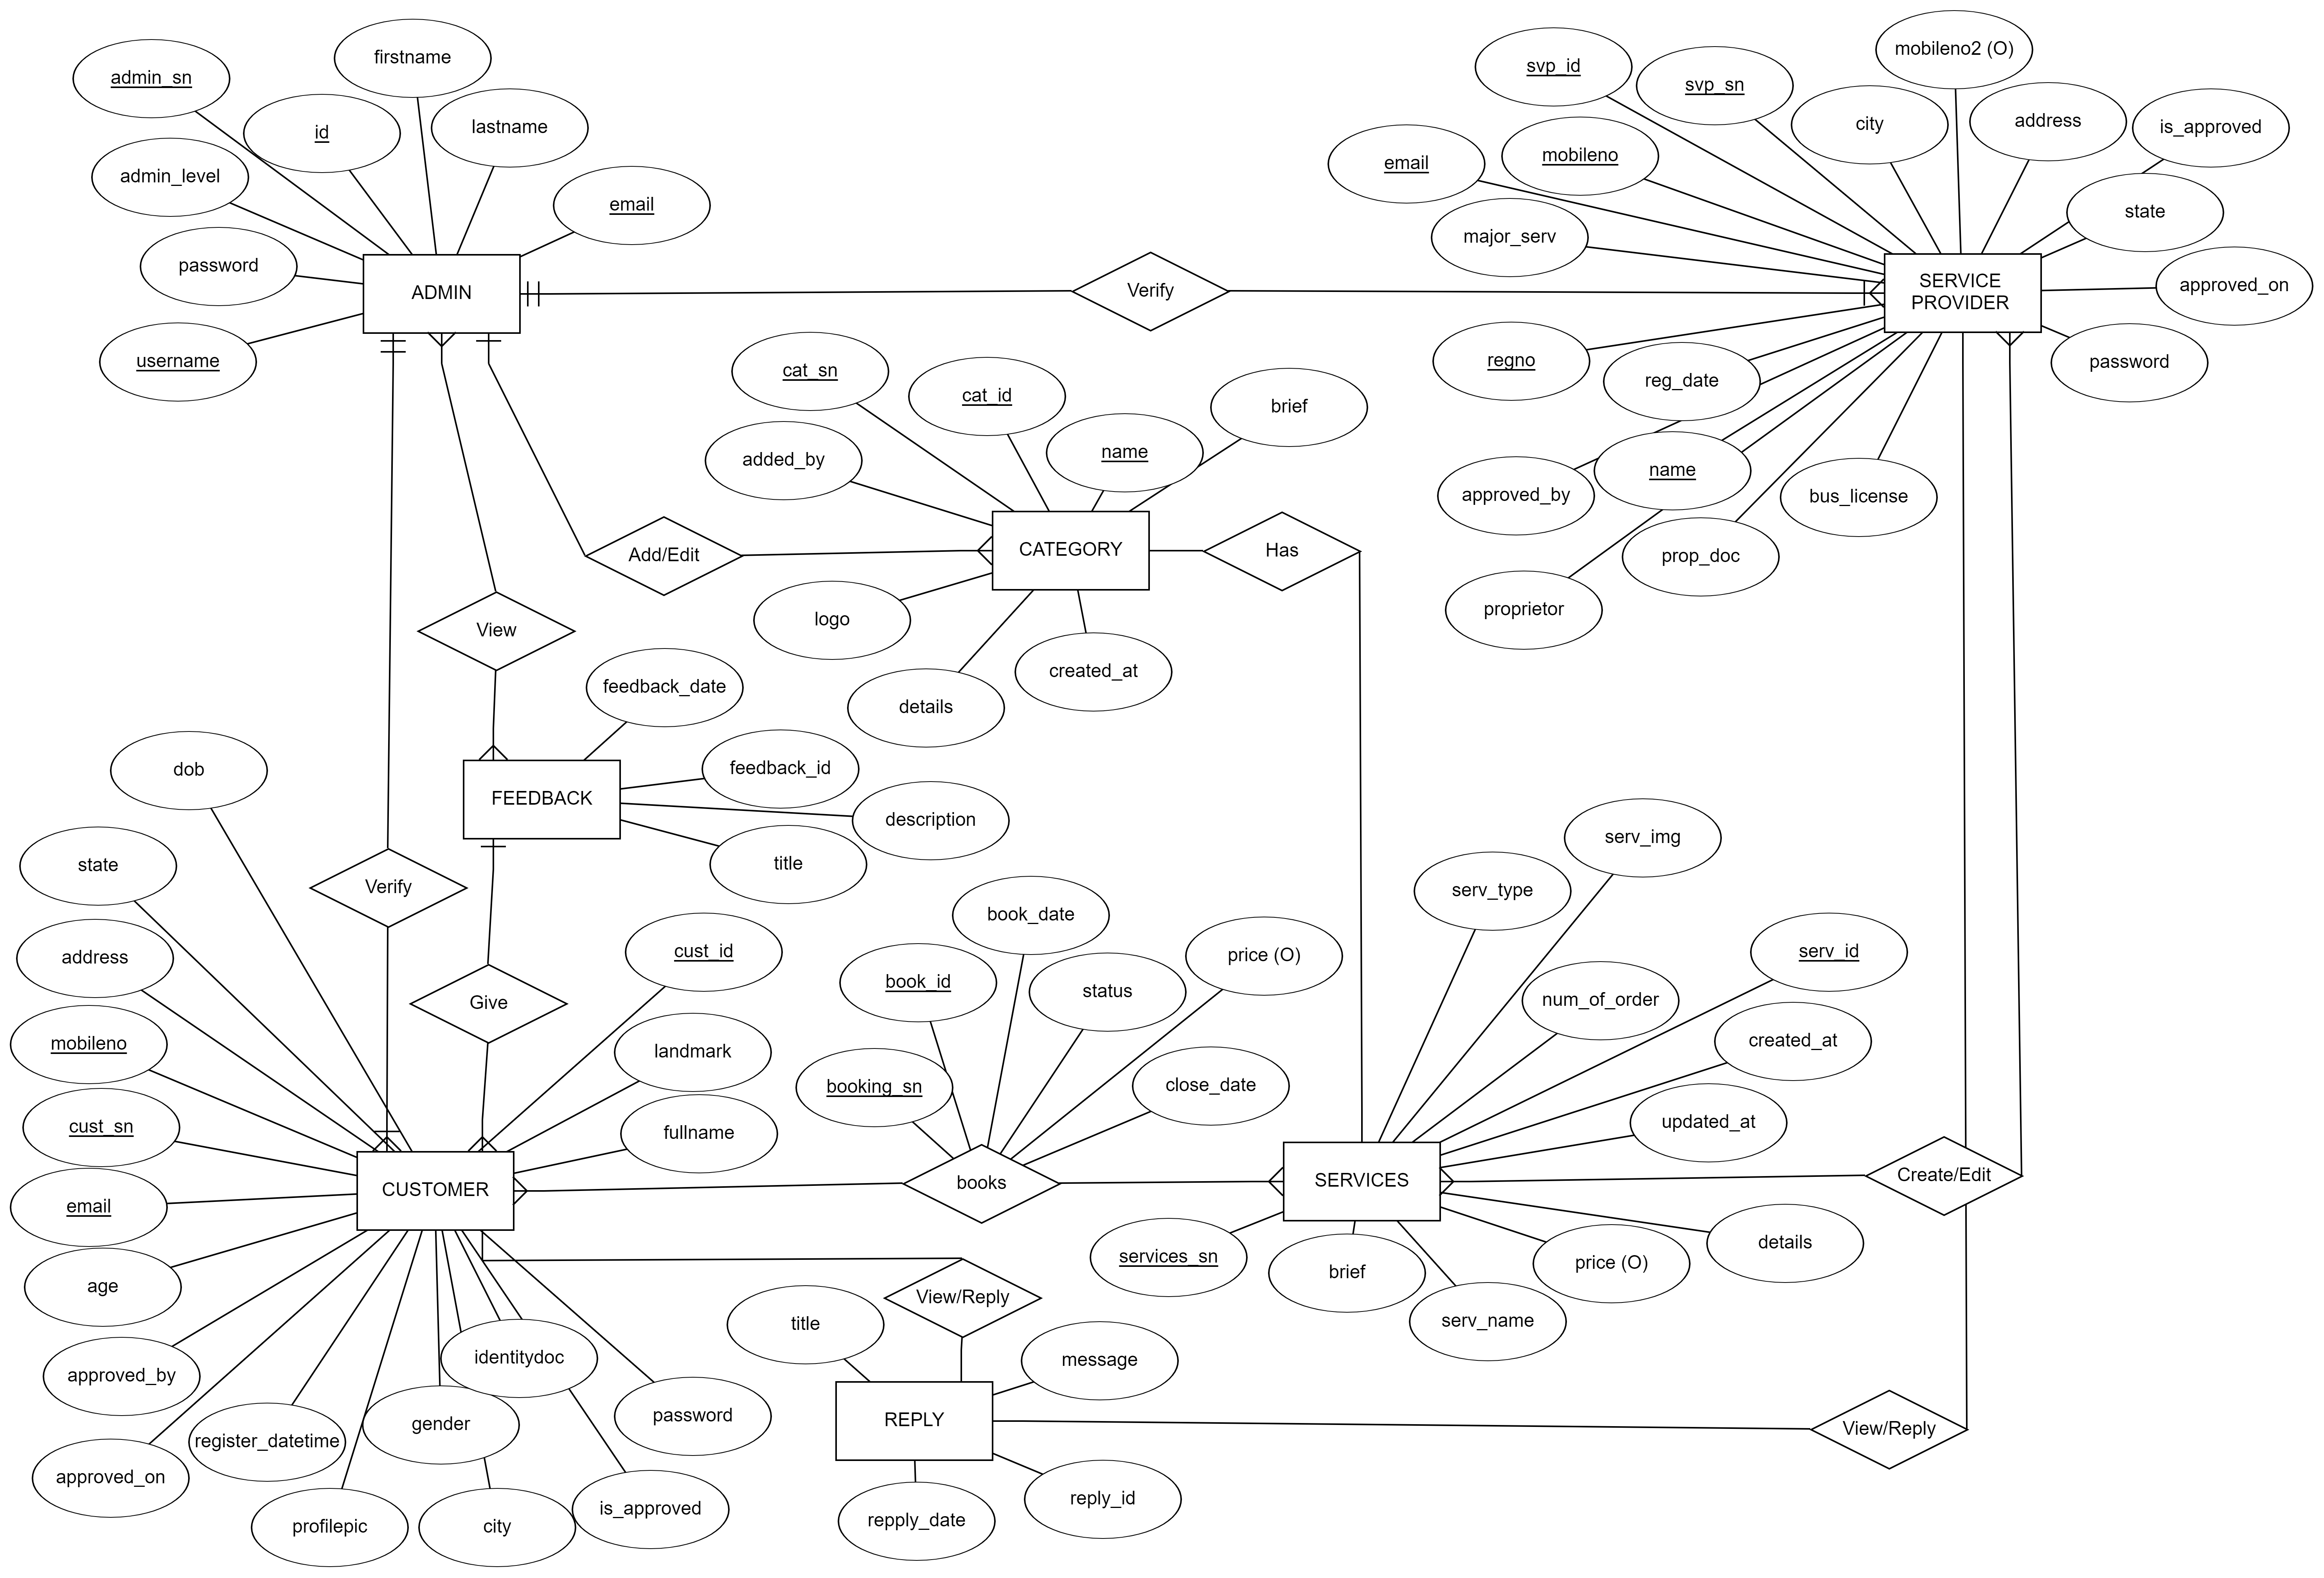 admin_sn
firstname
id
lastname
admin_level
email
password
ADMIN
username
Verify
svp_id
svp_sn
mobileno2 (O)
city
address
is_approved
email
mobileno
state
major_serv
SERVICE
PROVIDER
approved_on
regno
reg_date
password
approved_by
name
bus_license
proprietor
prop_doc
cat_sn
cat_id
brief
added_by
name
Add/Edit
CATEGORY
Has
logo
created_at
details
View
feedback_date
feedback_id
FEEDBACK
description
title
dob
state
Verify
address
Give
cust_id
mobileno
landmark
cust_sn
fullname
email
CUSTOMER
age
approved_by
identitydoc
approved_on
register_datetime
gender
password
profilepic
city
is_approved
book_date
book_id
status
price (O)
booking_sn
close_date
books
serv_img
serv_type
serv_id
num_of_order
created_at
updated_at
SERVICES
Create/Edit
services_sn
brief
price (O)
details
serv_name
View/Reply
title
message
REPLY
View/Reply
repply_date
reply_id